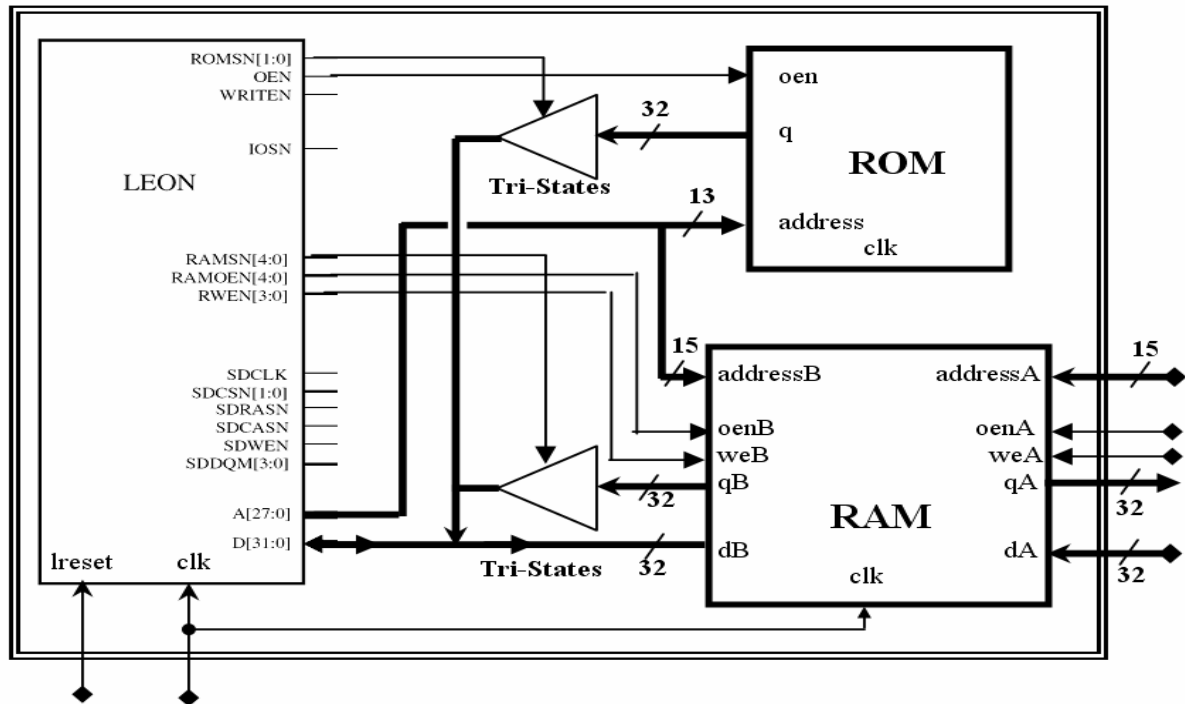 ROMSN[1:0]
OEN
WRITEN
IOSN
LEON
RAMSN[4:0]
RAMOEN[4:0]
RWEN[3:0]
SDCLK
SDCSN[1:0]
SDRASN
SDCASN
SDWEN
SDDQM[3:0]
A[27:0]
D[31:0]
lreset
clk
32
Tri-States
13
oen
q
ROM
address
clk
15
addressB
addressA
15
oenB
oenA
weB
weA
qB
qA
32
32
RAM
dB
dA
32
32
Tri-States
clk